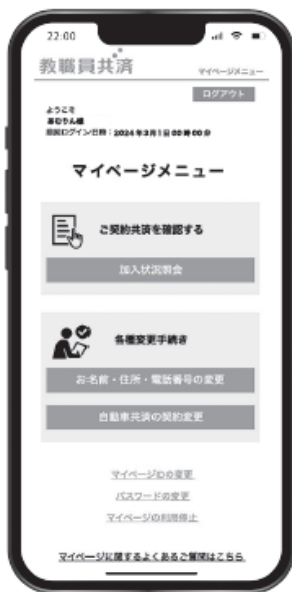 22:00
教職員共済
マイページメニュー
ログアウト
ようこそ
あむりん様
前回ログイン日時：2024年3月1日00時00分
マイページメニュー
ご契約共済を確認する
加入状況照会
各種変更手続き
お名前・住所・電話番号の変更
自動車共済の契約変更
マイページIDの変更
パスワードの変更
マイページの利用停止
マイページに関するよくあるご質問はこちら